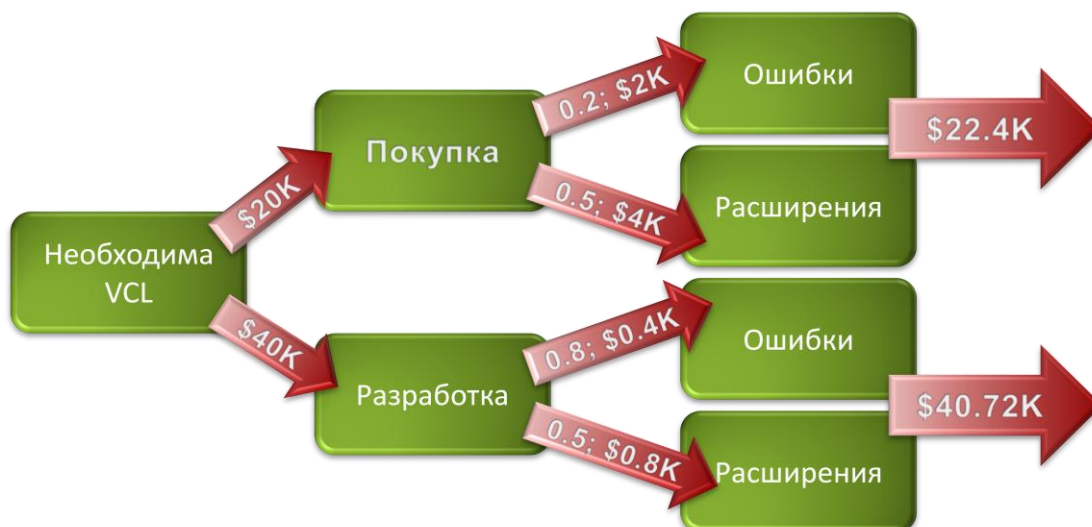 Необходима
VCL
$20K
$40K
Покупка
0.2; $2K
0.5; $4K
Ошибки
Расширения
$22.4K
Разработка
0.8; $0.4K
0.5; $0.8K
Ошибки
Расширения
$40.72K